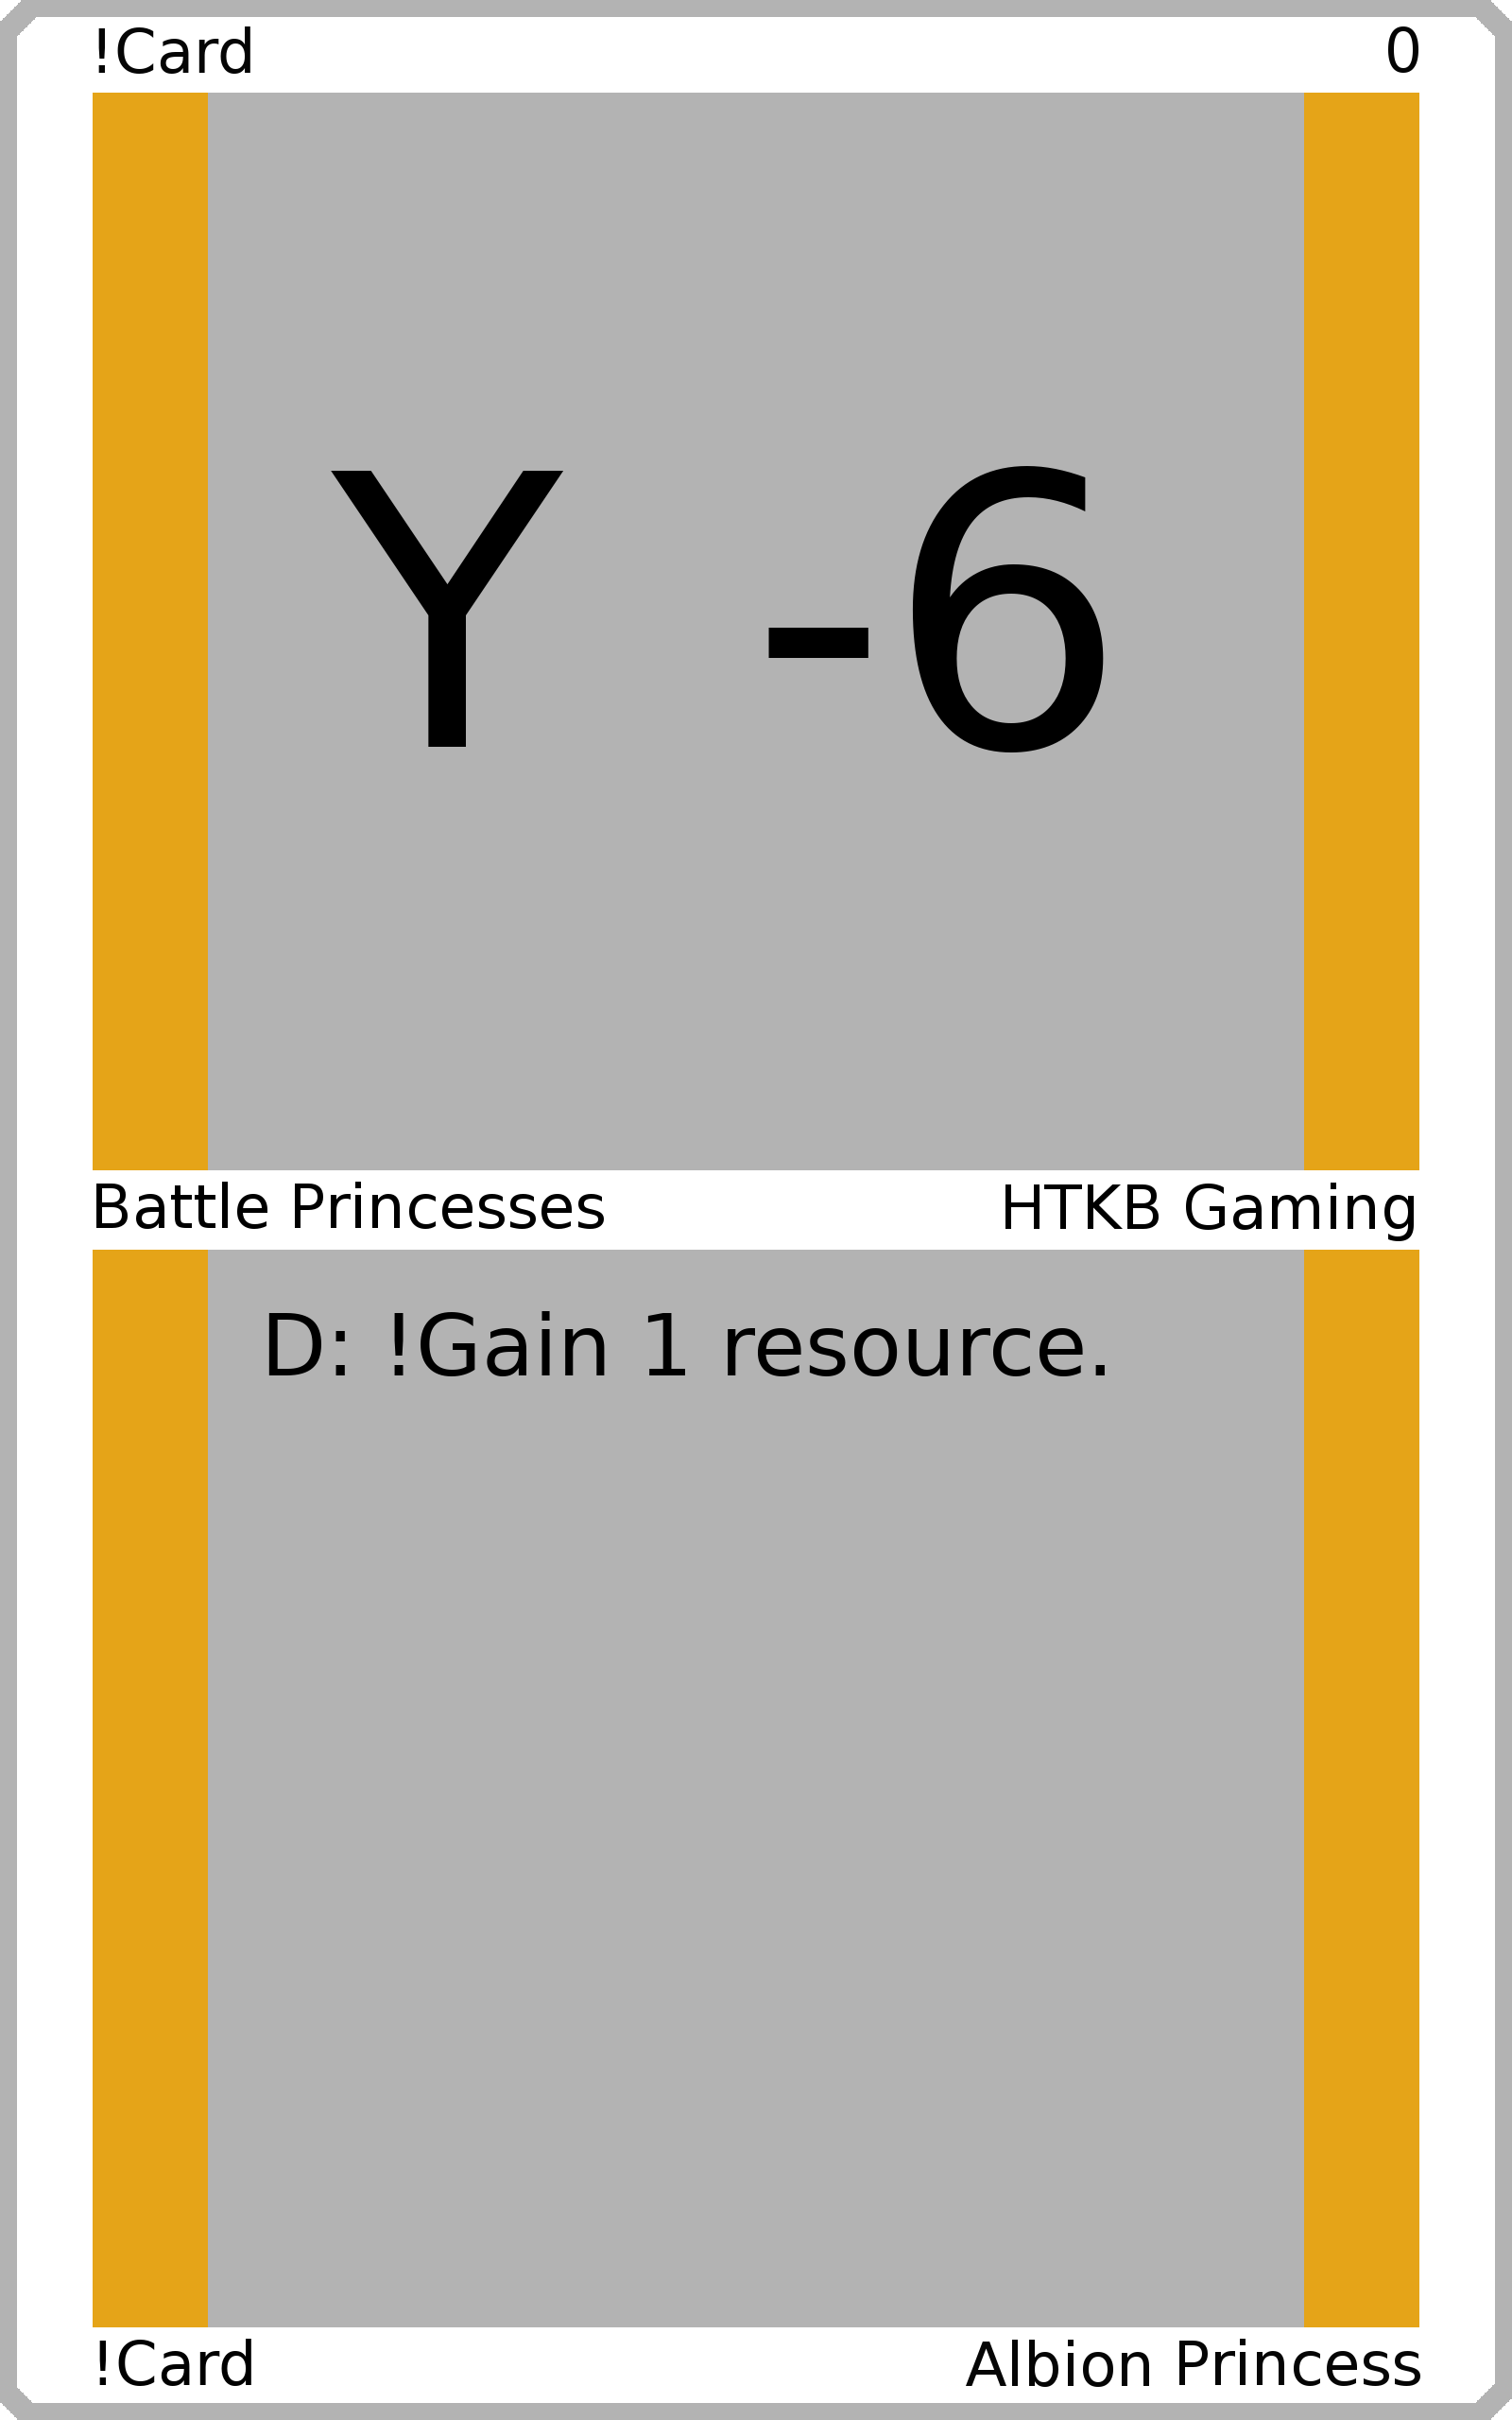 !Card 0
Y -6
Battle Princesses HTKB Gaming
D: !Gain 1 resource.
!Card Albion Princess